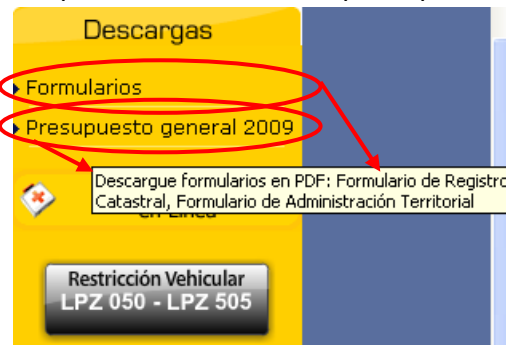 Descargas
Formularios
Presupuesto general 2009
Descargue formularios en PDF: Formulario de Registro
Catastral, Formulario de Administración Territorial
en Línea
Restricción Vehicular
LPZ 050 - LPZ 505